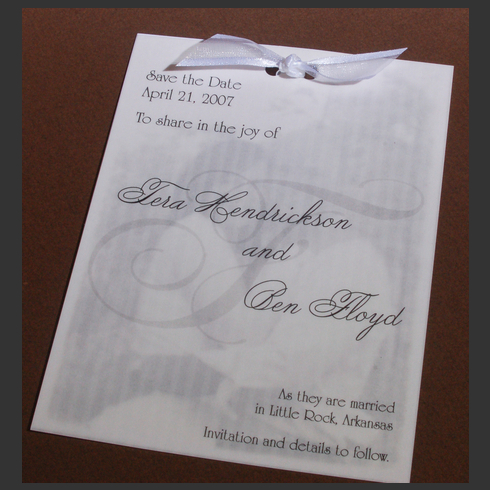 Save the Date
April 21, 2007
To share in the joy of
Tera Hendrickson
and
Ben Floyd
As they are married
in Little Rock, Arkansas
Invitation and details to follow.